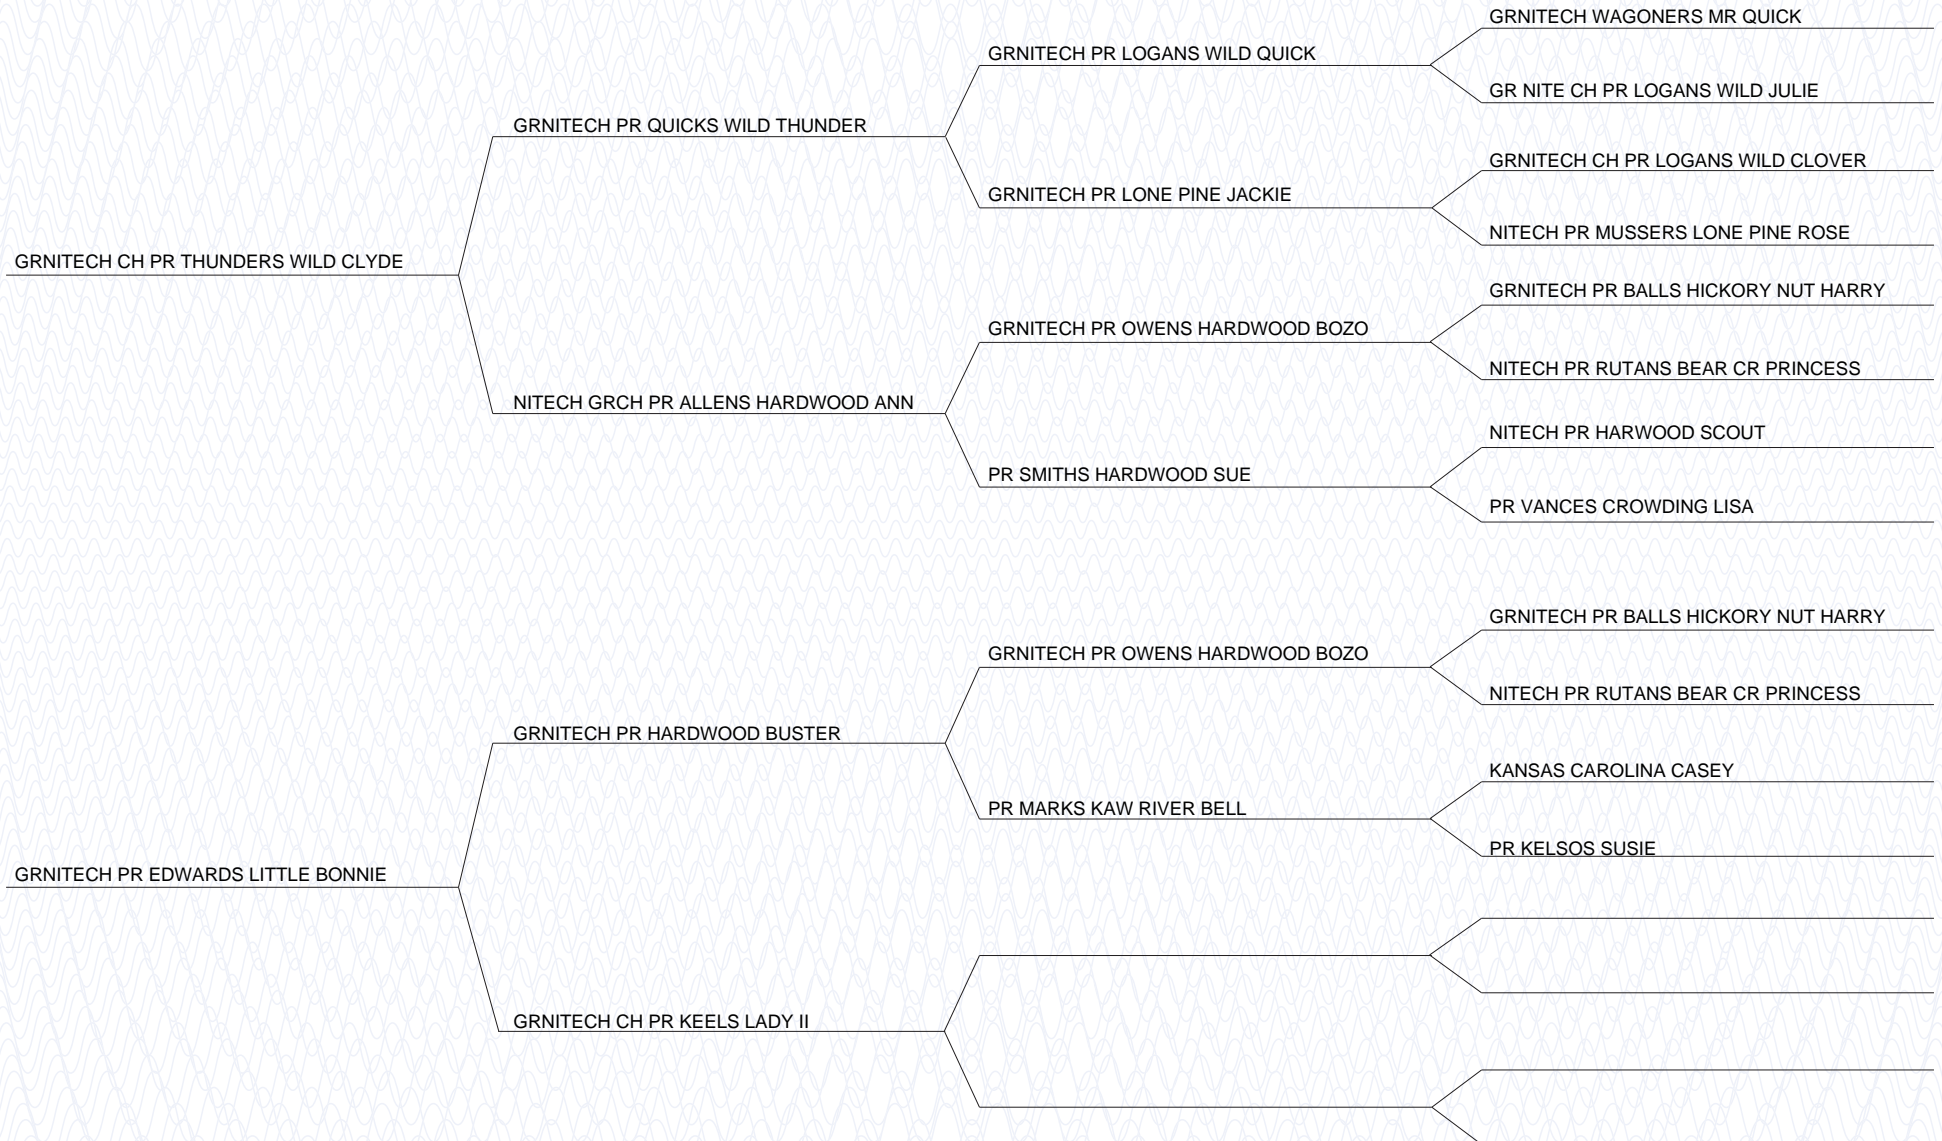 GRNITECH WAGONERS MR QUICK
GRNITECH PR LOGANS WILD QUICK
GR NITE CH PR LOGANS WILD JULIE
GRNITECH PR QUICKS WILD THUNDER
GRNITECH CH PR LOGANS WILD CLOVER
GRNITECH PR LONE PINE JACKIE
NITECH PR MUSSERS LONE PINE ROSE
GRNITECH CH PR THUNDERS WILD CLYDE
GRNITECH PR BALLS HICKORY NUT HARRY
GRNITECH PR OWENS HARDWOOD BOZO
NITECH PR RUTANS BEAR CR PRINCESS
NITECH GRCH PR ALLENS HARDWOOD ANN
NITECH PR HARWOOD SCOUT
PR SMITHS HARDWOOD SUE
PR VANCES CROWDING LISA
GRNITECH PR BALLS HICKORY NUT HARRY
GRNITECH PR OWENS HARDWOOD BOZO
NITECH PR RUTANS BEAR CR PRINCESS
GRNITECH PR HARDWOOD BUSTER
KANSAS CAROLINA CASEY
PR MARKS KAW RIVER BELL
PR KELSOS SUSIE
GRNITECH PR EDWARDS LITTLE BONNIE
GRNITECH CH PR KEELS LADY II